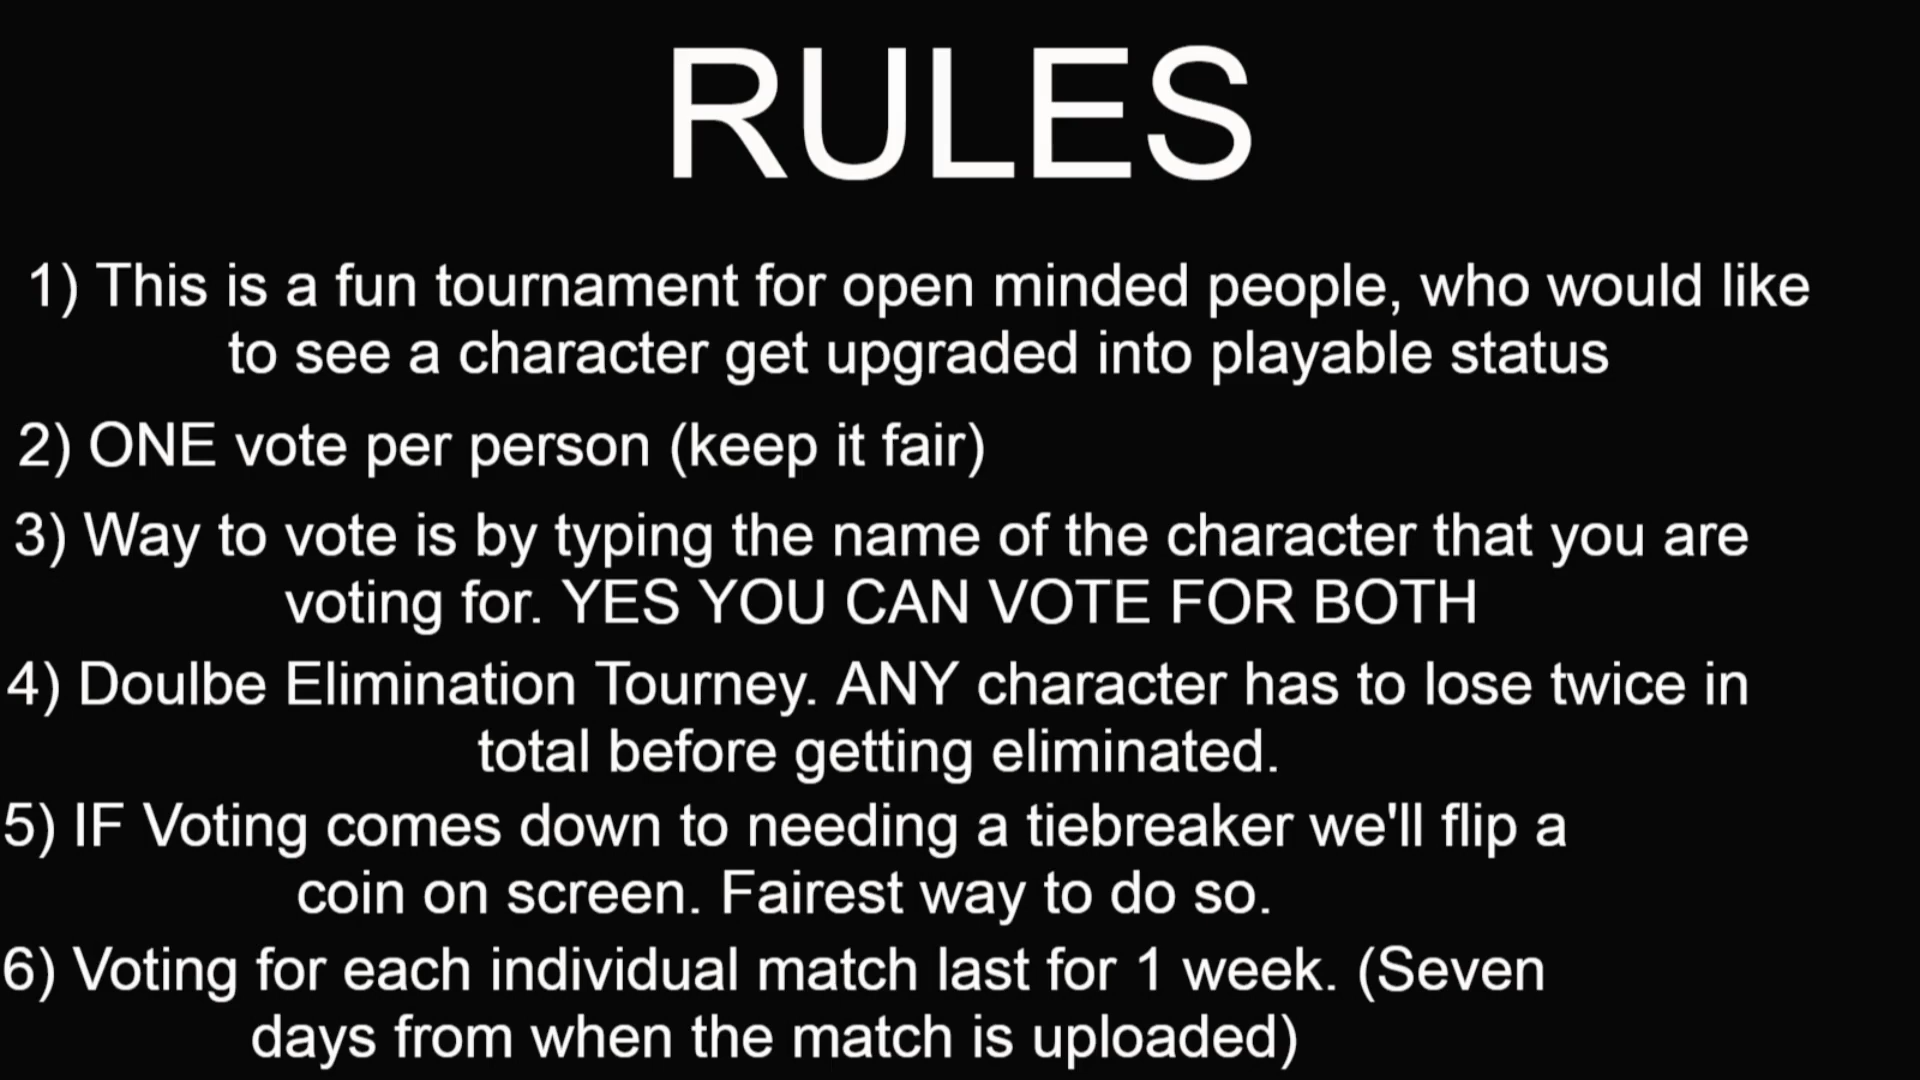 RULES
1) This is a fun tournament for open minded people, who would like
to see a character get upgraded into playable status
2) ONE vote per person (keep it fair)
3) Way to vote is by typing the name of the character that you are
voting for. YES YOU CAN VOTE FOR BOTH
4) Doulbe Elimination Tourney. ANY character has to lose twice in
total before getting eliminated.
5) IF Voting comes down to needing a tiebreaker we'll flip a
coin on screen. Fairest way to do so.
6) Voting for each individual match last for 1 week. (Seven
days from when the match is uploaded)